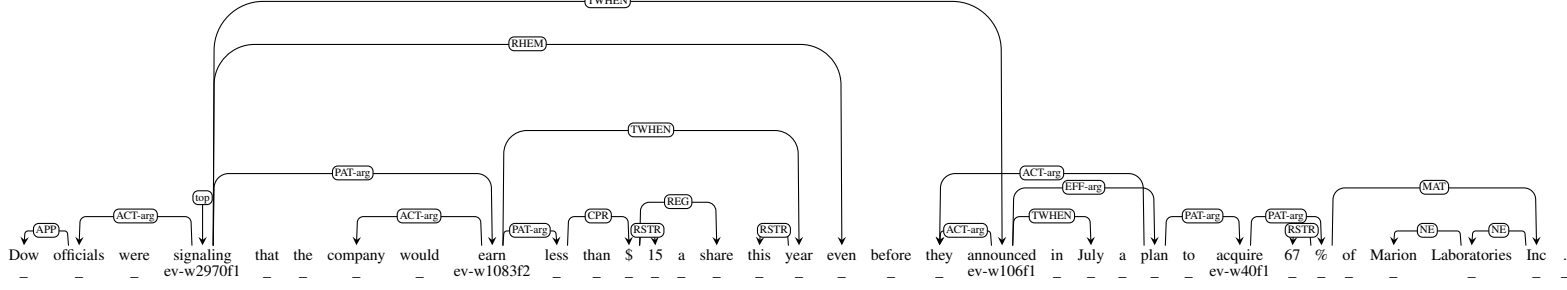 TWHEN
RHEM
TWHEN
PAT-arg ACT-arg
EFF-arg MAT
top REG
ACT-arg ACT-arg CPR TWHEN PAT-arg PAT-arg
APP PAT-arg RSTR RSTR ACT-arg RSTR NE NE
Dow officials were signaling that the company would earn less than $ 15 a share this year even before they announced in July a plan to acquire 67 % of Marion Laboratories Inc .
_ _ _ ev-w2970f1 _ _ _ _ ev-w1083f2 _ _ _ _ _ _ _ _ _ _ _ ev-w106f1 _ _ _ _ _ ev-w40f1 _ _ _ _ _ _ _